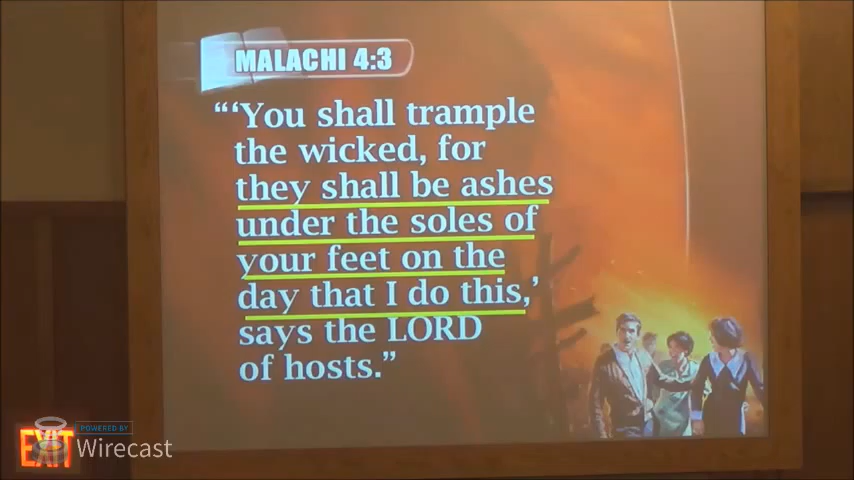 MALACHI 4:3
“‘You shall trample
the wicked, for
they shall be ashes
under the soles of
your feet on the
day that I do this,’
says the LORD
of hosts.”
EXIT
POWERED BY
Wirecast